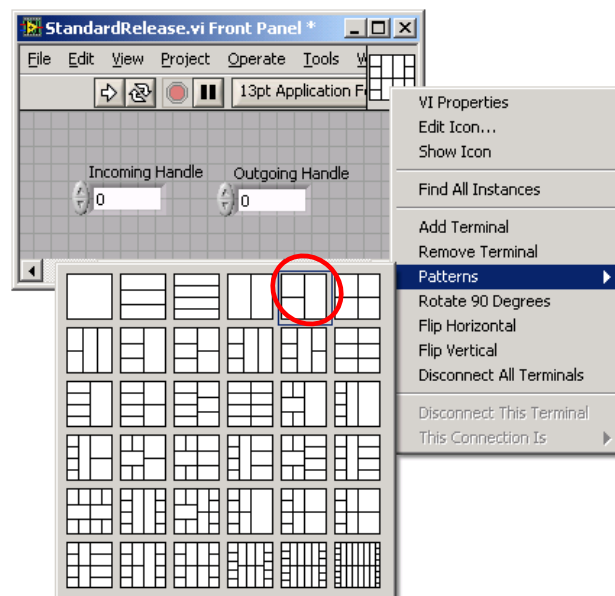 StandardRelease.vi Front Panel *
File Edit View Project Operate Tools
13pt Application
Incoming Handle Outgoing Handle
0 0
VI Properties
Edit Icon...
Show Icon
Find All Instances
Add Terminal
Remove Terminal
Patterns
Rotate 90 Degrees
Flip Horizontal
Flip Vertical
Disconnect All Terminals
Disconnect This Terminal
This Connection Is